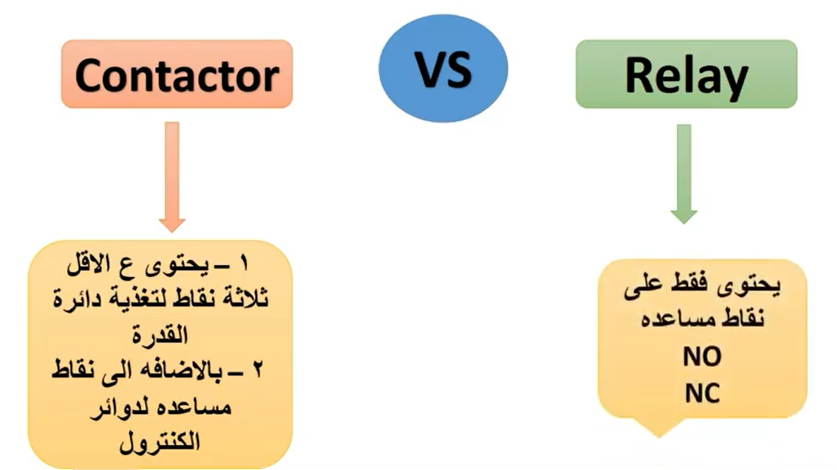 Contactor
VS
Relay
١ – يحتوى ع الاقل
ثلاثة نقاط لتغذية دائرة
القدرة
٢ – بالاضافه الى نقاط
مساعده لدوائر
الكنترول
يحتوى فقط على
نقاط مساعده
NO
NC